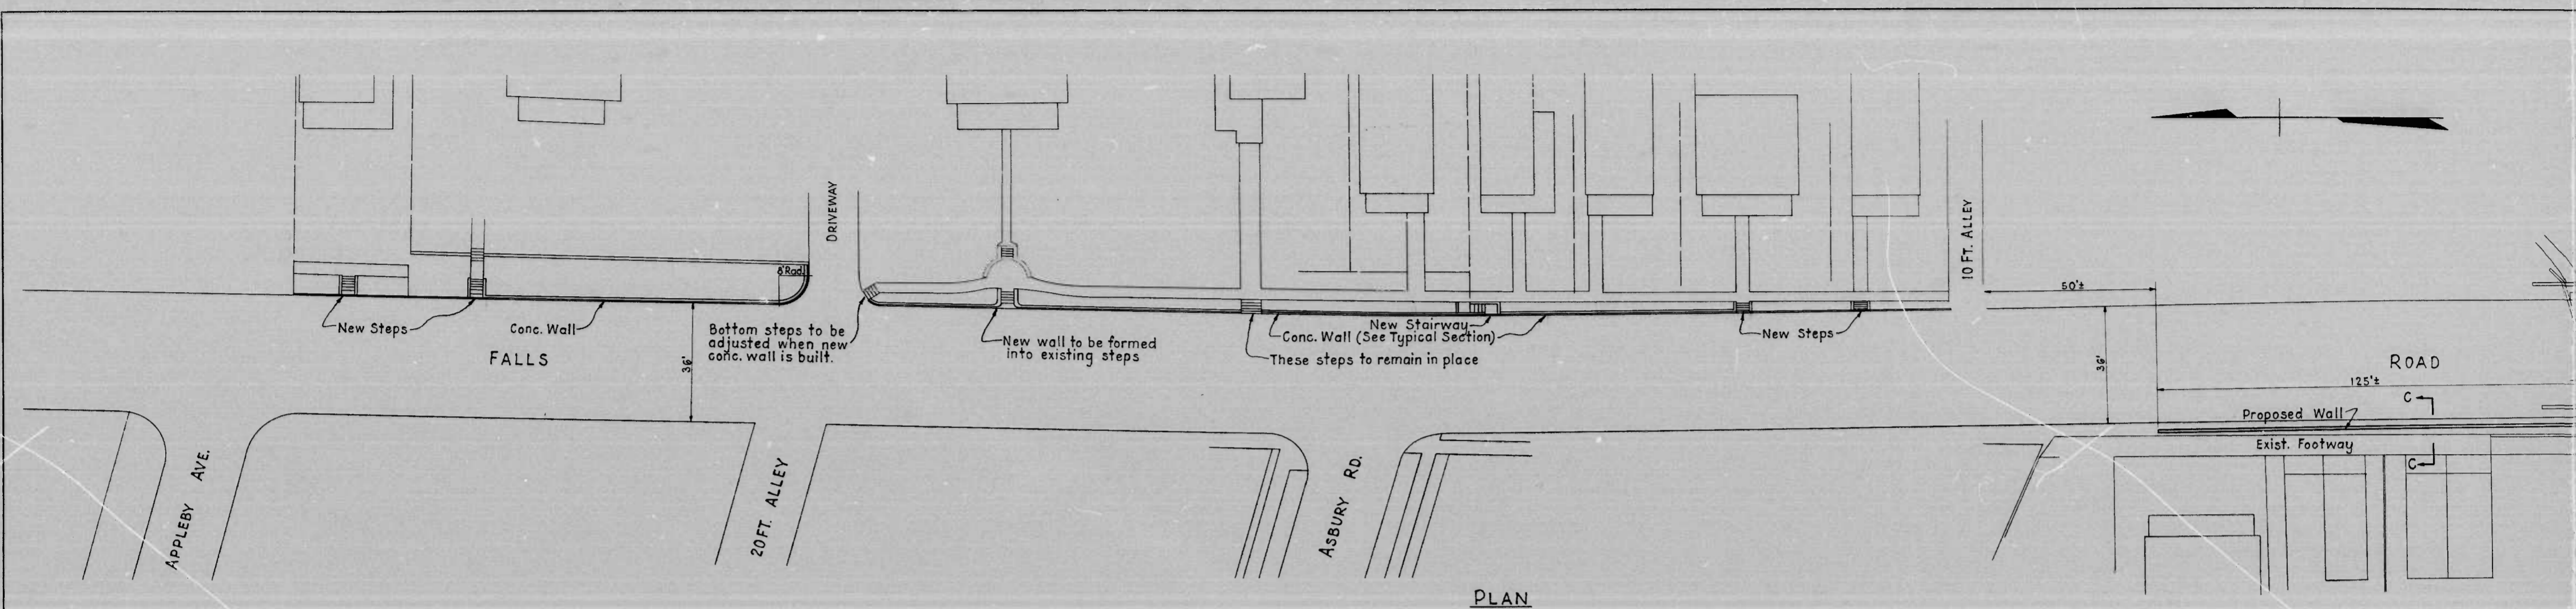 DRIVEWAY
10 FT. ALLEY
8' Rad.
50'±
New Steps
Conc. Wall
Bottom steps to be
adjusted when new
conc. wall is built.
New wall to be formed
into existing steps
New Stairway
Conc. Wall (See Typical Section)
These steps to remain in place
New Steps
FALLS
36'
36'
ROAD
125'±
C
Proposed Wall
Exist. Footway
C
APPLEBY AVE.
20 FT. ALLEY
ASBURY RD.
PLAN